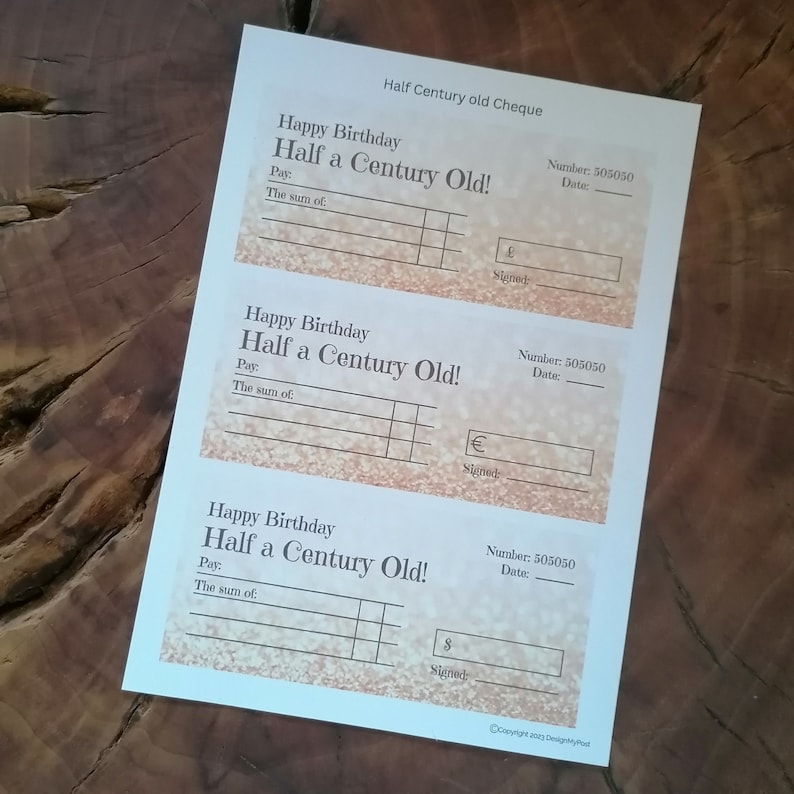 Half Century old Cheque
Happy Birthday
Half a Century Old!
Number: 505050
Pay:
Date:
The sum of:
£
Signed:
Happy Birthday
Half a Century Old!
Number: 505050
Pay:
Date:
The sum of:
€
Signed:
Happy Birthday
Half a Century Old!
Number: 505050
Pay:
Date:
The sum of:
$
Signed:
©Copyright 2023 DesignMyPost